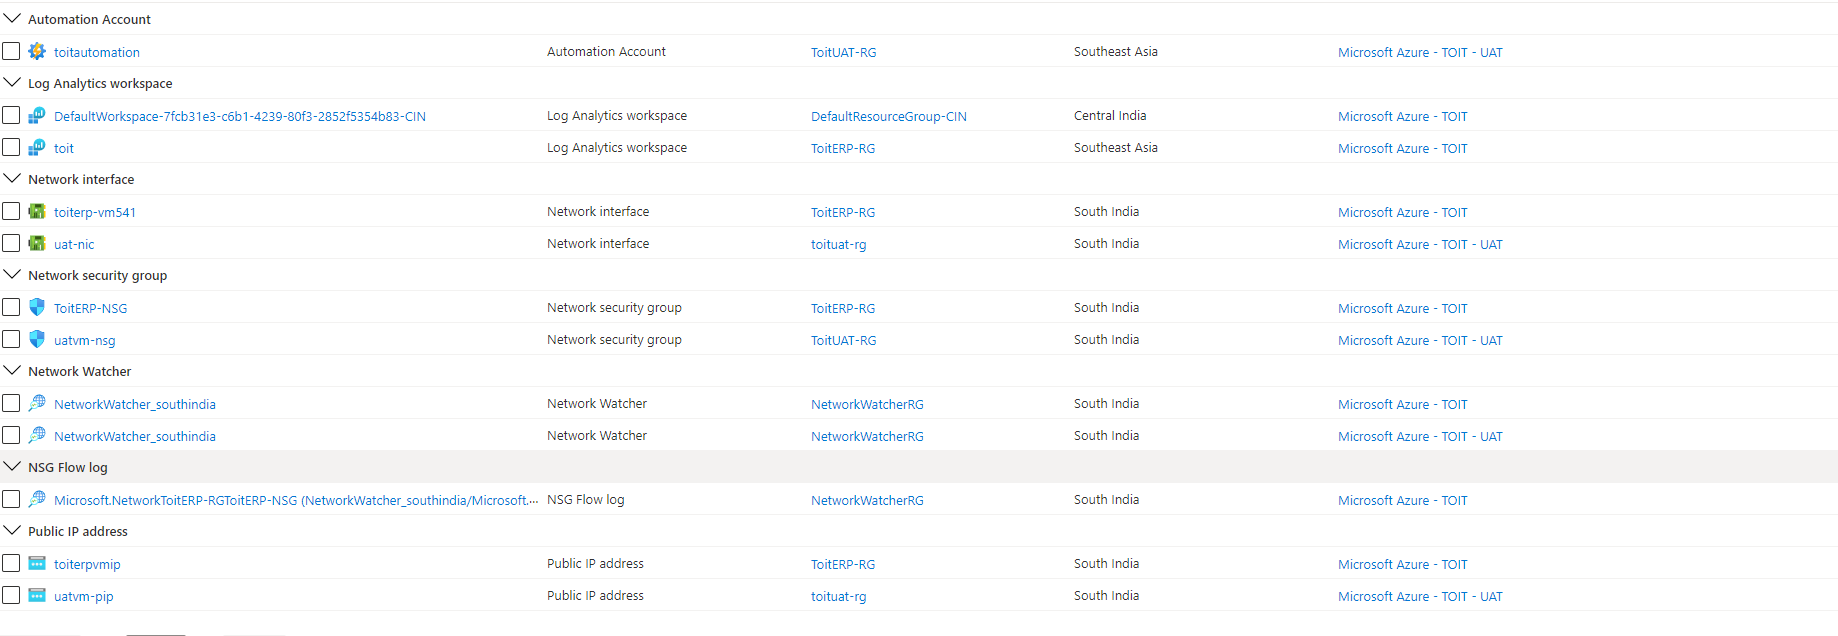 Automation Account
toitautomation Automation Account ToitUAT-RG Southeast Asia Microsoft Azure - TOIT - UAT
Log Analytics workspace
DefaultWorkspace-7fcb31e3-c6b1-4239-80f3-2852f5354b83-CIN Log Analytics workspace DefaultResourceGroup-CIN Central India Microsoft Azure - TOIT
toit Log Analytics workspace ToitERP-RG Southeast Asia Microsoft Azure - TOIT
Network interface
toiterp-vm541 Network interface ToitERP-RG South India Microsoft Azure - TOIT
uat-nic Network interface toituat-rg South India Microsoft Azure - TOIT - UAT
Network security group
ToitERP-NSG Network security group ToitERP-RG South India Microsoft Azure - TOIT
uatvm-nsg Network security group ToitUAT-RG South India Microsoft Azure - TOIT - UAT
Network Watcher
NetworkWatcher_southindia Network Watcher NetworkWatcherRG South India Microsoft Azure - TOIT
NetworkWatcher_southindia Network Watcher NetworkWatcherRG South India Microsoft Azure - TOIT - UAT
NSG Flow log
Microsoft.NetworkToitERP-RGToitERP-NSG (NetworkWatcher_southindia/Microsoft.... NSG Flow log NetworkWatcherRG South India Microsoft Azure - TOIT
Public IP address
toiterpvmip Public IP address ToitERP-RG South India Microsoft Azure - TOIT
uatvm-pip Public IP address toituat-rg South India Microsoft Azure - TOIT - UAT